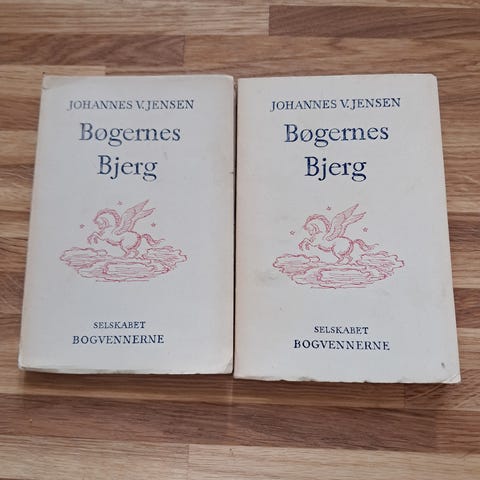 JOHANNES V. JENSEN
Bøgernes
Bjerg
SELSKABET
BOGVENNERNE
JOHANNES V. JENSEN
Bøgernes
Bjerg
SELSKABET
BOGVENNERNE